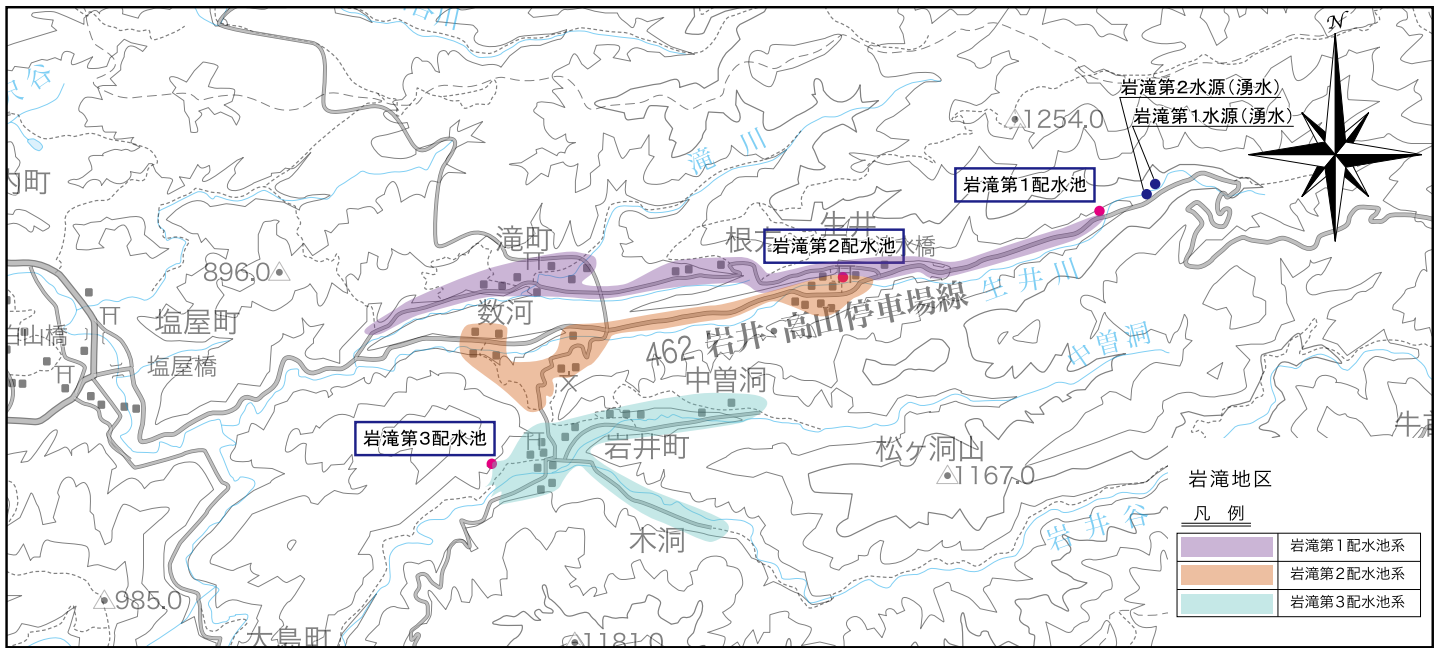 N
岩滝第2水源（湧水）
岩滝第1水源（湧水）
1254.0
滝川
岩滝第1配水池
生井
根方
岩滝第2配水池
滝町
896.0
数河
塩屋町
白山橋
塩屋橋
462 岩井・高山停車場線
生井川
中曽洞
中曽洞
岩滝第3配水池
文
岩井町
松ヶ洞山
1167.0
木洞
岩井谷
985.0
大島町
1181.0
岩滝地区
凡 例
岩滝第1配水池系
岩滝第2配水池系
岩滝第3配水池系